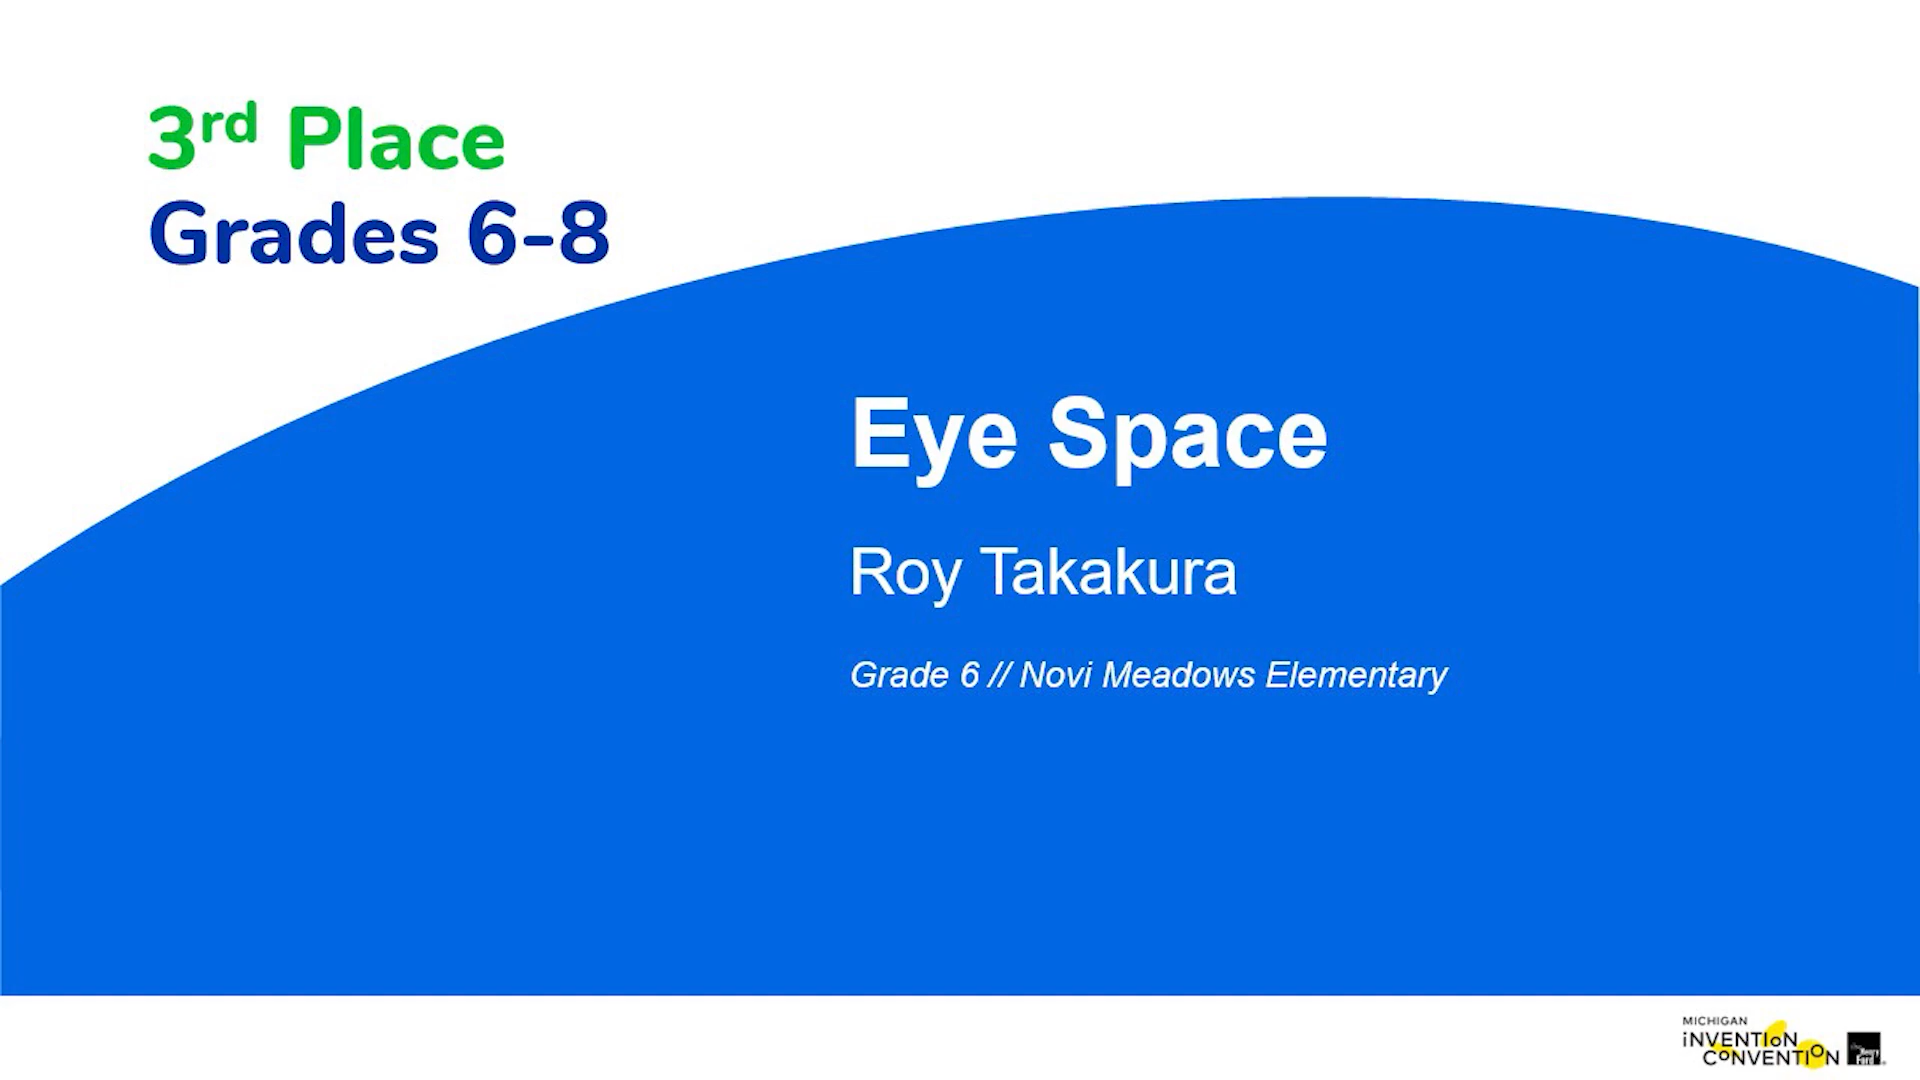 3rd Place
Grades 6-8
Eye Space
Roy Takakura
Grade 6 // Novi Meadows Elementary
MICHIGAN
iNVENTIoN
CoNVENTIoN